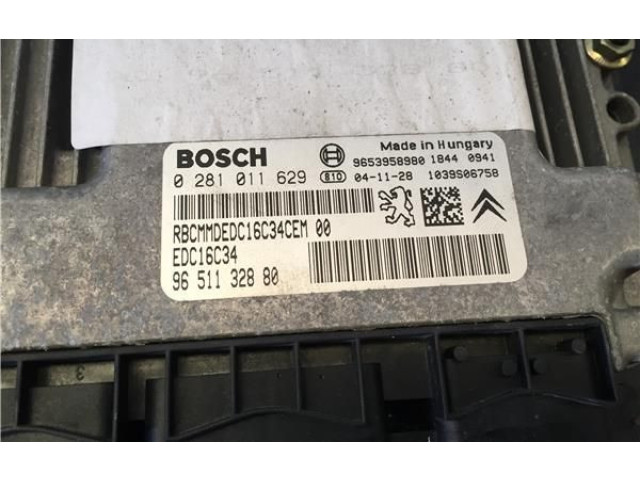 BOSCH
Made in Hungary
9653958980 1844 0941
0 281 011 629 810 04-11-28 1039S06758
RBCMMDEDC16C34CEM 00
EDC16C34
96 511 328 80
3